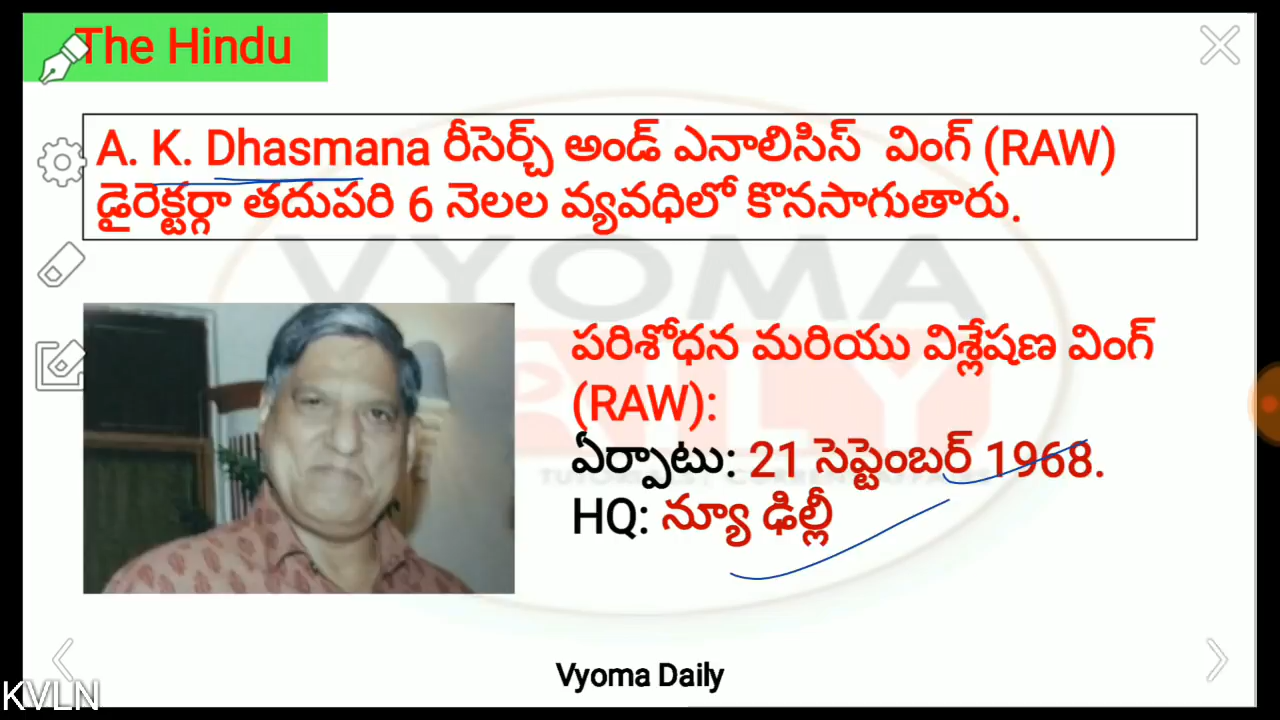 The Hindu
A. K. Dhasmana రీసెర్చ్ అండ్ ఎనాలిసిస్ వింగ్ (RAW)
డైరెక్టర్గా తదుపరి 6 నెలల వ్యవధిలో కొనసాగుతారు.
VYOMA
పరిశోధన మరియు విశ్లేషణ వింగ్
(RAW):
ఏర్పాటు: 21 సెప్టెంబర్ 1968.
HQ: న్యూ ఢిల్లీ
Vyoma Daily
KVLN